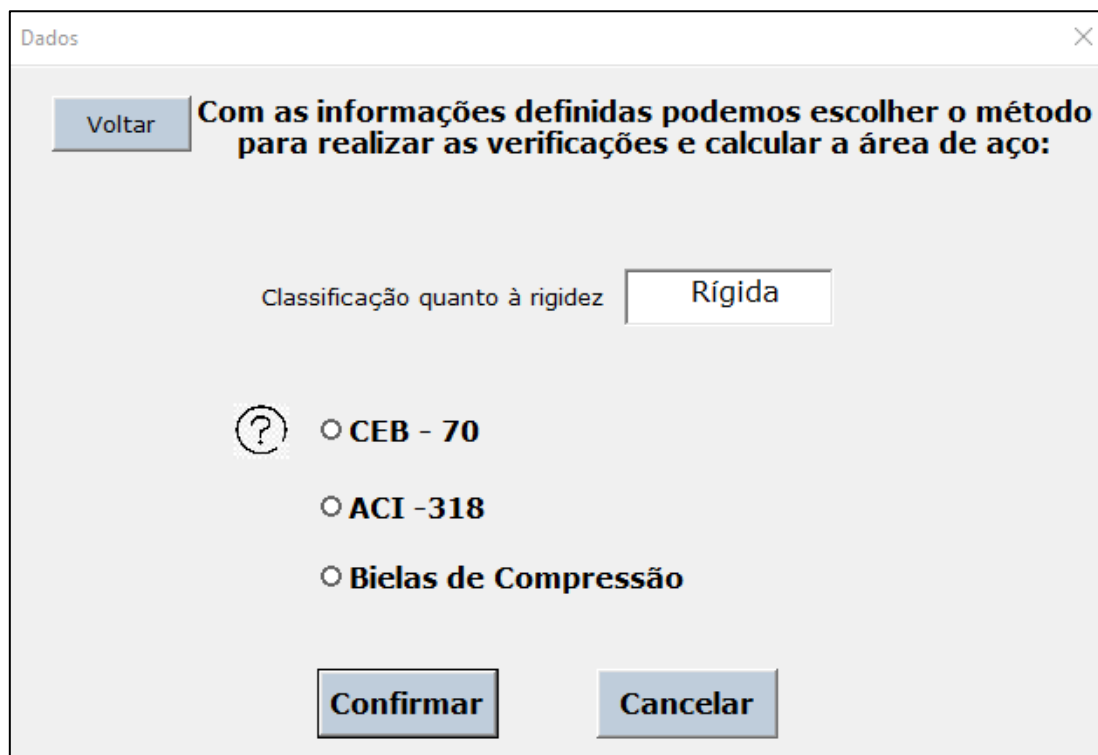 Dados
Voltar
Com as informações definidas podemos escolher o método
para realizar as verificações e calcular a área de aço:
Classificação quanto à rigidez
Rígida
?
CEB - 70
ACI -318
Bielas de Compressão
Confirmar
Cancelar